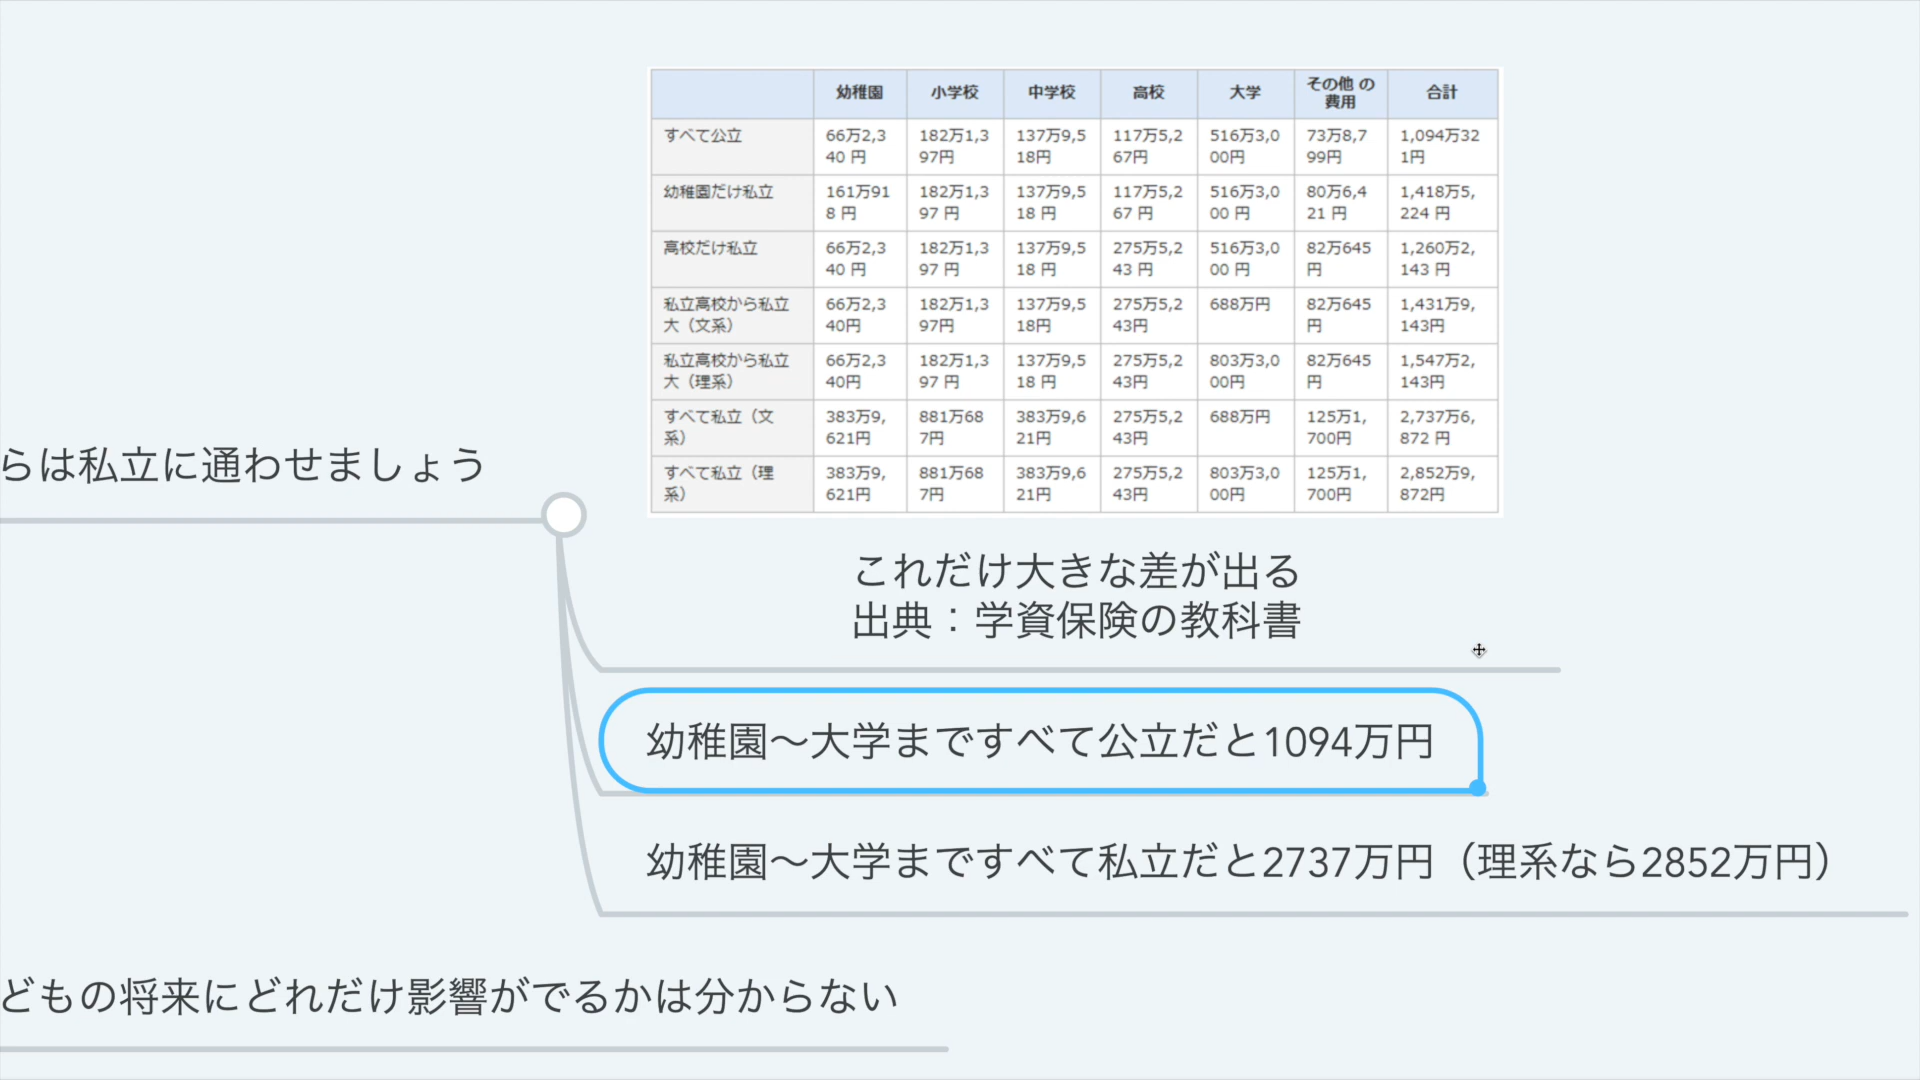 幼稚園 小学校 中学校 高校 大学 その他 の 合計
費用
すべて公立 66万2,3 182万1,3 137万9,5 117万5,2 516万3,0 73万8,7 1,094万32
40 円 97円 18円 67円 00円 99円 1円
幼稚園だけ私立 161万91 182万1,3 137万9,5 117万5,2 516万3,0 80万6,4 1,418万5,
8 円 97 円 18 円 67 円 00 円 21 円 224 円
高校だけ私立 66万2,3 182万1,3 137万9,5 275万5,2 516万3,0 82万645 1,260万2,
40 円 97 円 18 円 43 円 00 円 円 143 円
私立高校から私立 66万2,3 182万1,3 137万9,5 275万5,2 688万円 82万645 1,431万9,
大（文系） 40円 97円 18円 43円 円 143円
私立高校から私立 66万2,3 182万1,3 137万9,5 275万5,2 803万3,0 82万645 1,547万2,
大（理系） 40円 97 円 18 円 43円 00円 円 143円
すべて私立（文 383万9, 881万68 383万9,6 275万5,2 688万円 125万1, 2,737万6,
系） 621円 7円 21円 43円 700円 872 円
すべて私立（理 383万9, 881万68 383万9,6 275万5,2 803万3,0 125万1, 2,852万9,
系） 621円 7円 21円 43円 00円 700円 872円
らは私立に通わせましょう
これだけ大きな差が出る
出典：学資保険の教科書
幼稚園〜大学まですべて公立だと1094万円
幼稚園〜大学まですべて私立だと2737万円（理系なら2852万円）
どもの将来にどれだけ影響がでるかは分からない